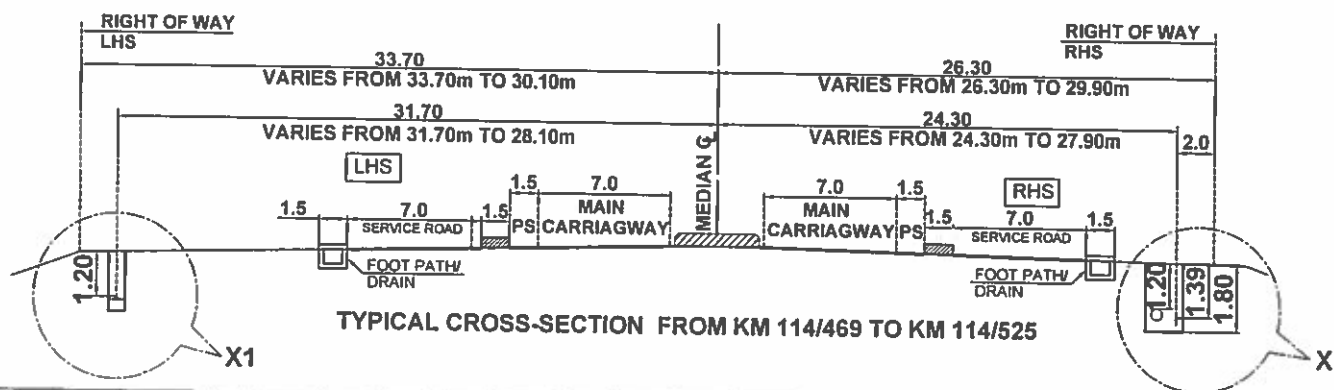 RIGHT OF WAY
LHS
RIGHT OF WAY
RHS
33.70
VARIES FROM 33.70m TO 30.10m
26.30
VARIES FROM 26.30m TO 29.90m
31.70
VARIES FROM 31.70m TO 28.10m
24.30
VARIES FROM 24.30m TO 27.90m
2.0
LHS
MEDIAN ℄
RHS
1.5
7.0
SERVICE ROAD
1.5
1.5
PS
7.0
MAIN
CARRIAGWAY
7.0
MAIN
CARRIAGWAY
1.5
PS
1.5
7.0
SERVICE ROAD
1.5
FOOT PATH/
DRAIN
FOOT PATH/
DRAIN
1.20
1.20
1.39
1.80
TYPICAL CROSS-SECTION FROM KM 114/469 TO KM 114/525
X1
X